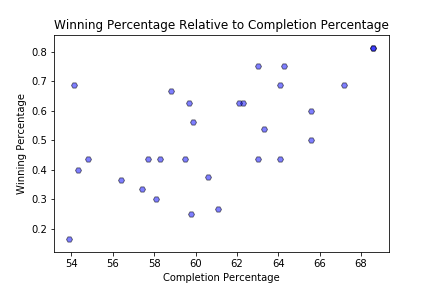 Winning Percentage Relative to Completion Percentage
0.8
0.7
0.6
0.5
0.4
0.3
0.2
Winning Percentage
54 56 58 60 62 64 66 68
Completion Percentage